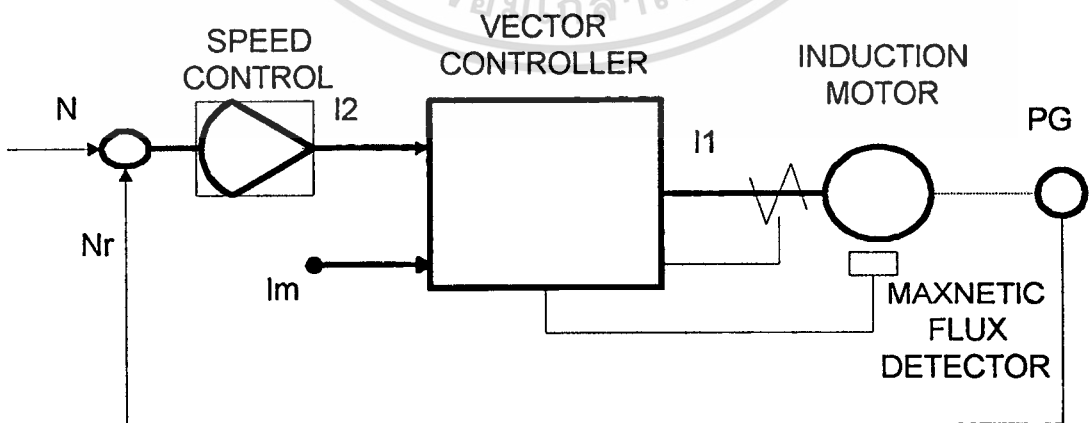 SPEED
CONTROL
VECTOR
CONTROLLER
INDUCTION
MOTOR
PG
N
I2
I1
Nr
Im
MAXNETIC
FLUX
DETECTOR